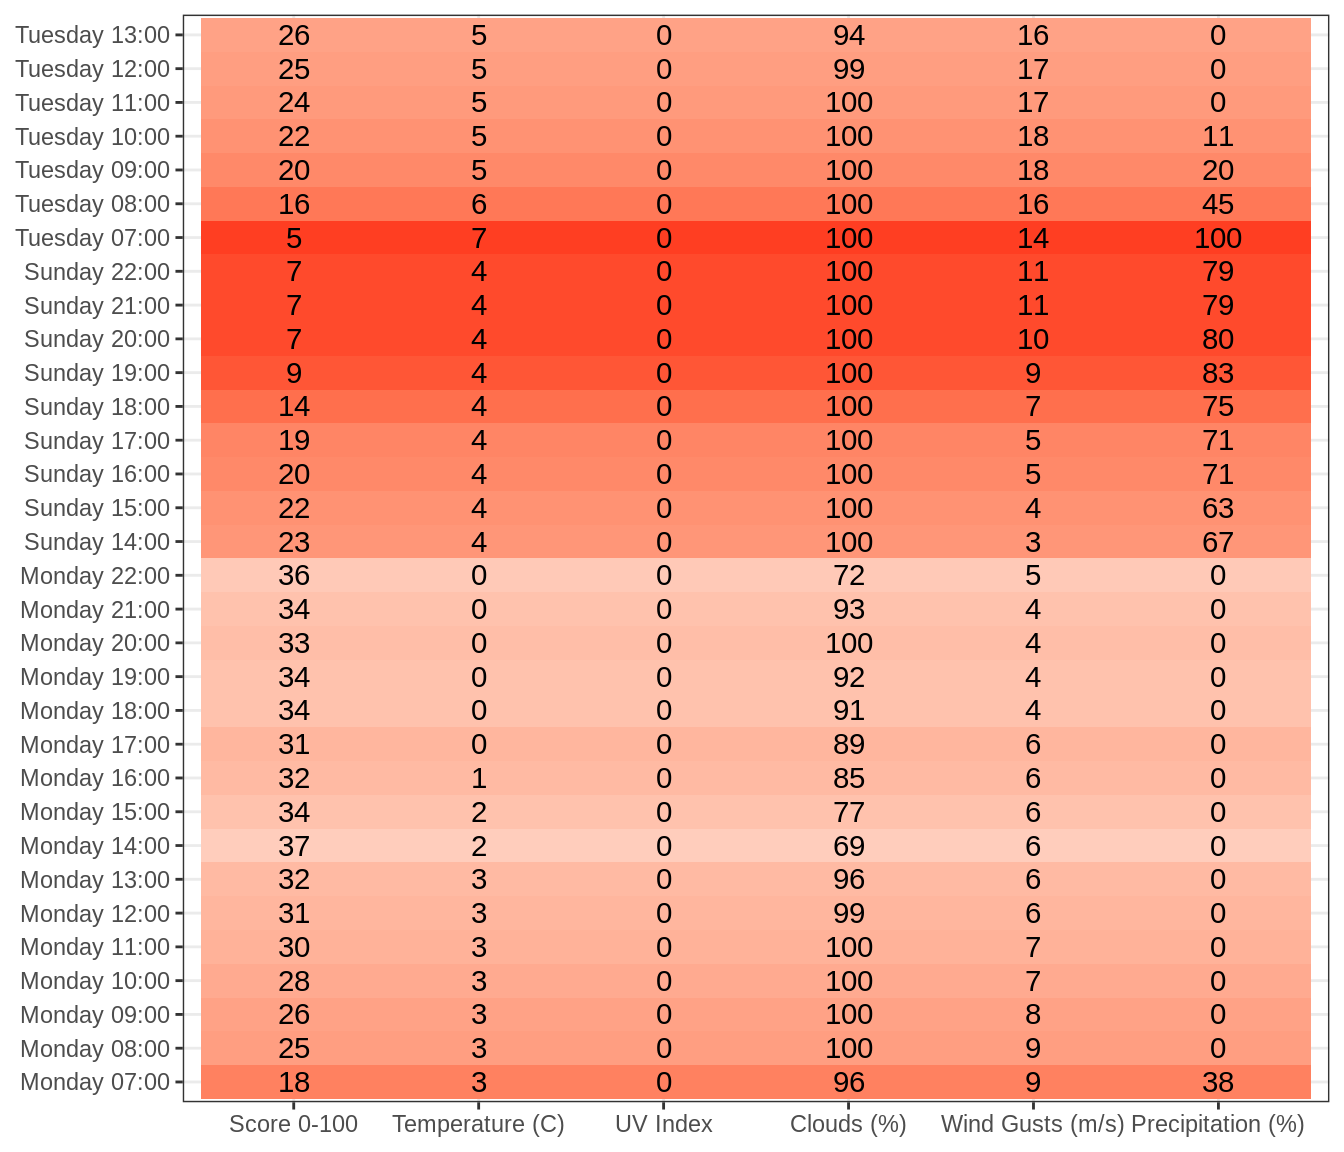 Tuesday 13:00 26 5 0 94 16 0
Tuesday 12:00 25 5 0 99 17 0
Tuesday 11:00 24 5 0 100 17 0
Tuesday 10:00 22 5 0 100 18 11
Tuesday 09:00 20 5 0 100 18 20
Tuesday 08:00 16 6 0 100 16 45
Tuesday 07:00 5 7 0 100 14 100
Sunday 22:00 7 4 0 100 11 79
Sunday 21:00 7 4 0 100 11 79
Sunday 20:00 7 4 0 100 10 80
Sunday 19:00 9 4 0 100 9 83
Sunday 18:00 14 4 0 100 7 75
Sunday 17:00 19 4 0 100 5 71
Sunday 16:00 20 4 0 100 5 71
Sunday 15:00 22 4 0 100 4 63
Sunday 14:00 23 4 0 100 3 67
Monday 22:00 36 0 0 72 5 0
Monday 21:00 34 0 0 93 4 0
Monday 20:00 33 0 0 100 4 0
Monday 19:00 34 0 0 92 4 0
Monday 18:00 34 0 0 91 4 0
Monday 17:00 31 0 0 89 6 0
Monday 16:00 32 1 0 85 6 0
Monday 15:00 34 2 0 77 6 0
Monday 14:00 37 2 0 69 6 0
Monday 13:00 32 3 0 96 6 0
Monday 12:00 31 3 0 99 6 0
Monday 11:00 30 3 0 100 7 0
Monday 10:00 28 3 0 100 7 0
Monday 09:00 26 3 0 100 8 0
Monday 08:00 25 3 0 100 9 0
Monday 07:00 18 3 0 96 9 38
Score 0-100 Temperature (C) UV Index Clouds (%) Wind Gusts (m/s) Precipitation (%)